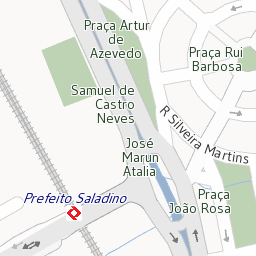 Praça Artur
de
Azevedo
Praça Rui
Barbosa
Samuel de
Castro
Neves
R Silveira Martins
José
Marun
Atalia
Prefeito Saladino
Praça
João Rosa